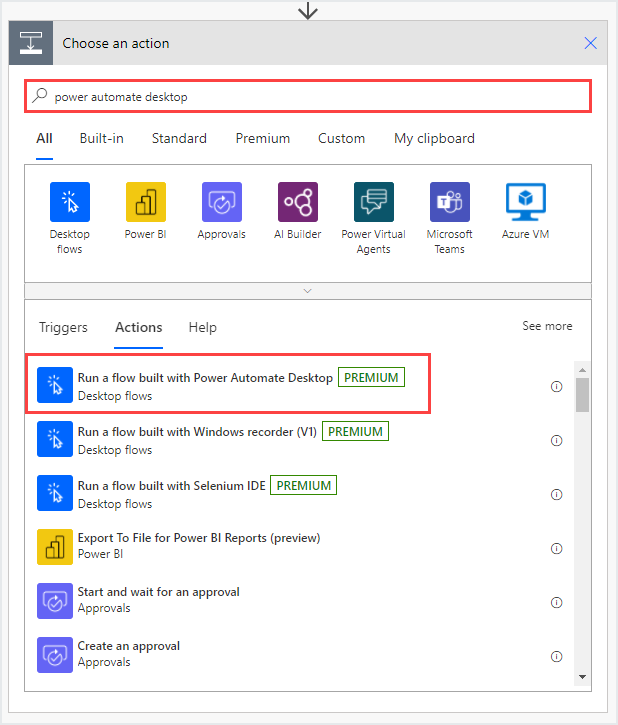 Choose an action
power automate desktop
All Built-in Standard Premium Custom My clipboard
Desktop flows
Power BI
Approvals
AI Builder
Power Virtual Agents
Microsoft Teams
Azure VM
Triggers Actions Help See more
Run a flow built with Power Automate Desktop PREMIUM
Desktop flows
Run a flow built with Windows recorder (V1) PREMIUM
Desktop flows
Run a flow built with Selenium IDE PREMIUM
Desktop flows
Export To File for Power BI Reports (preview)
Power BI
Start and wait for an approval
Approvals
Create an approval
Approvals